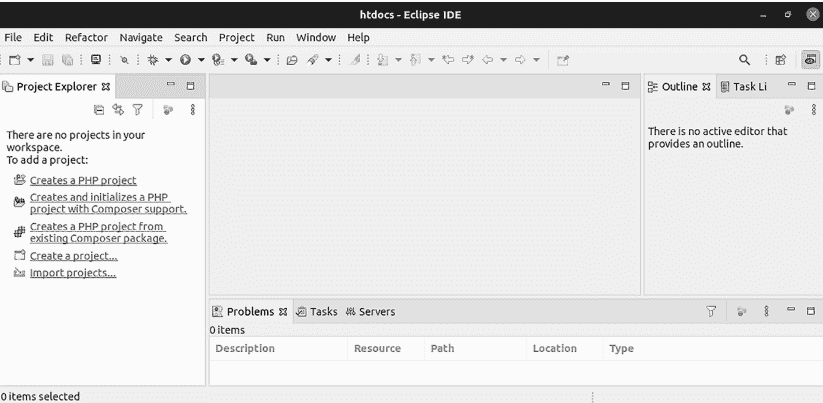 htdocs - Eclipse IDE
File Edit Refactor Navigate Search Project Run Window Help
Project Explorer
There are no projects in your
workspace.
To add a project:
Creates a PHP project
Creates and initializes a PHP
project with Composer support.
Creates a PHP project from
existing Composer package.
Create a project...
Import projects...
Outline Task Li
There is no active editor that
provides an outline.
Problems Tasks Servers
0 items
Description Resource Path Location Type
0 items selected